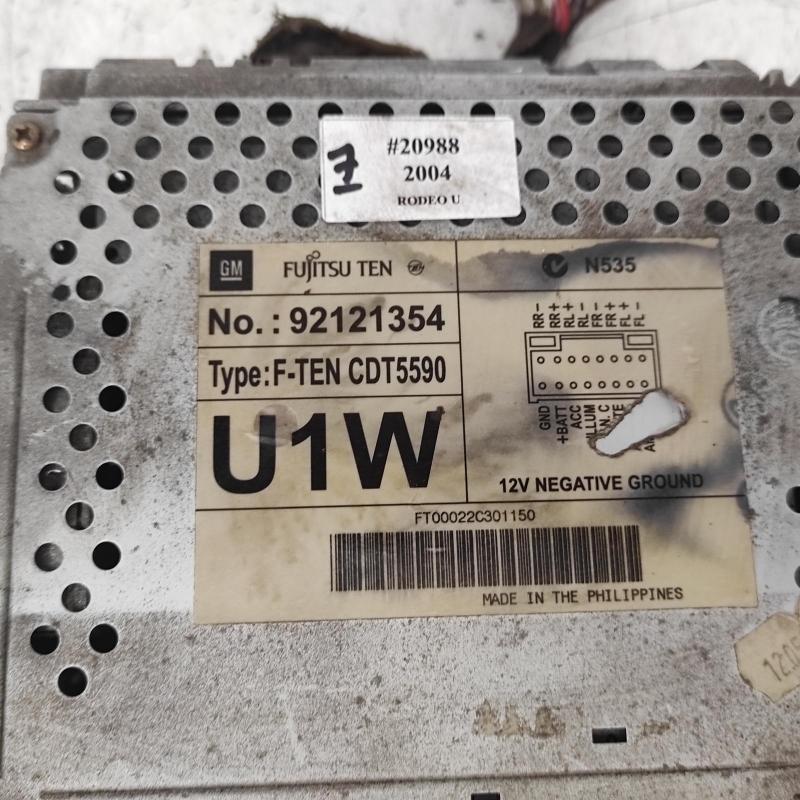 #20988
2004
RODEO U
GM FUJITSU TEN
N535
No.: 92121354
Type: F-TEN CDT5590
U1W
RR- RR+ RL+ RL- FR- FR+ FL+ FL-
GND +BATT ACC ILLUM N.C
12V NEGATIVE GROUND
FT00022C301150
MADE IN THE PHILIPPINES